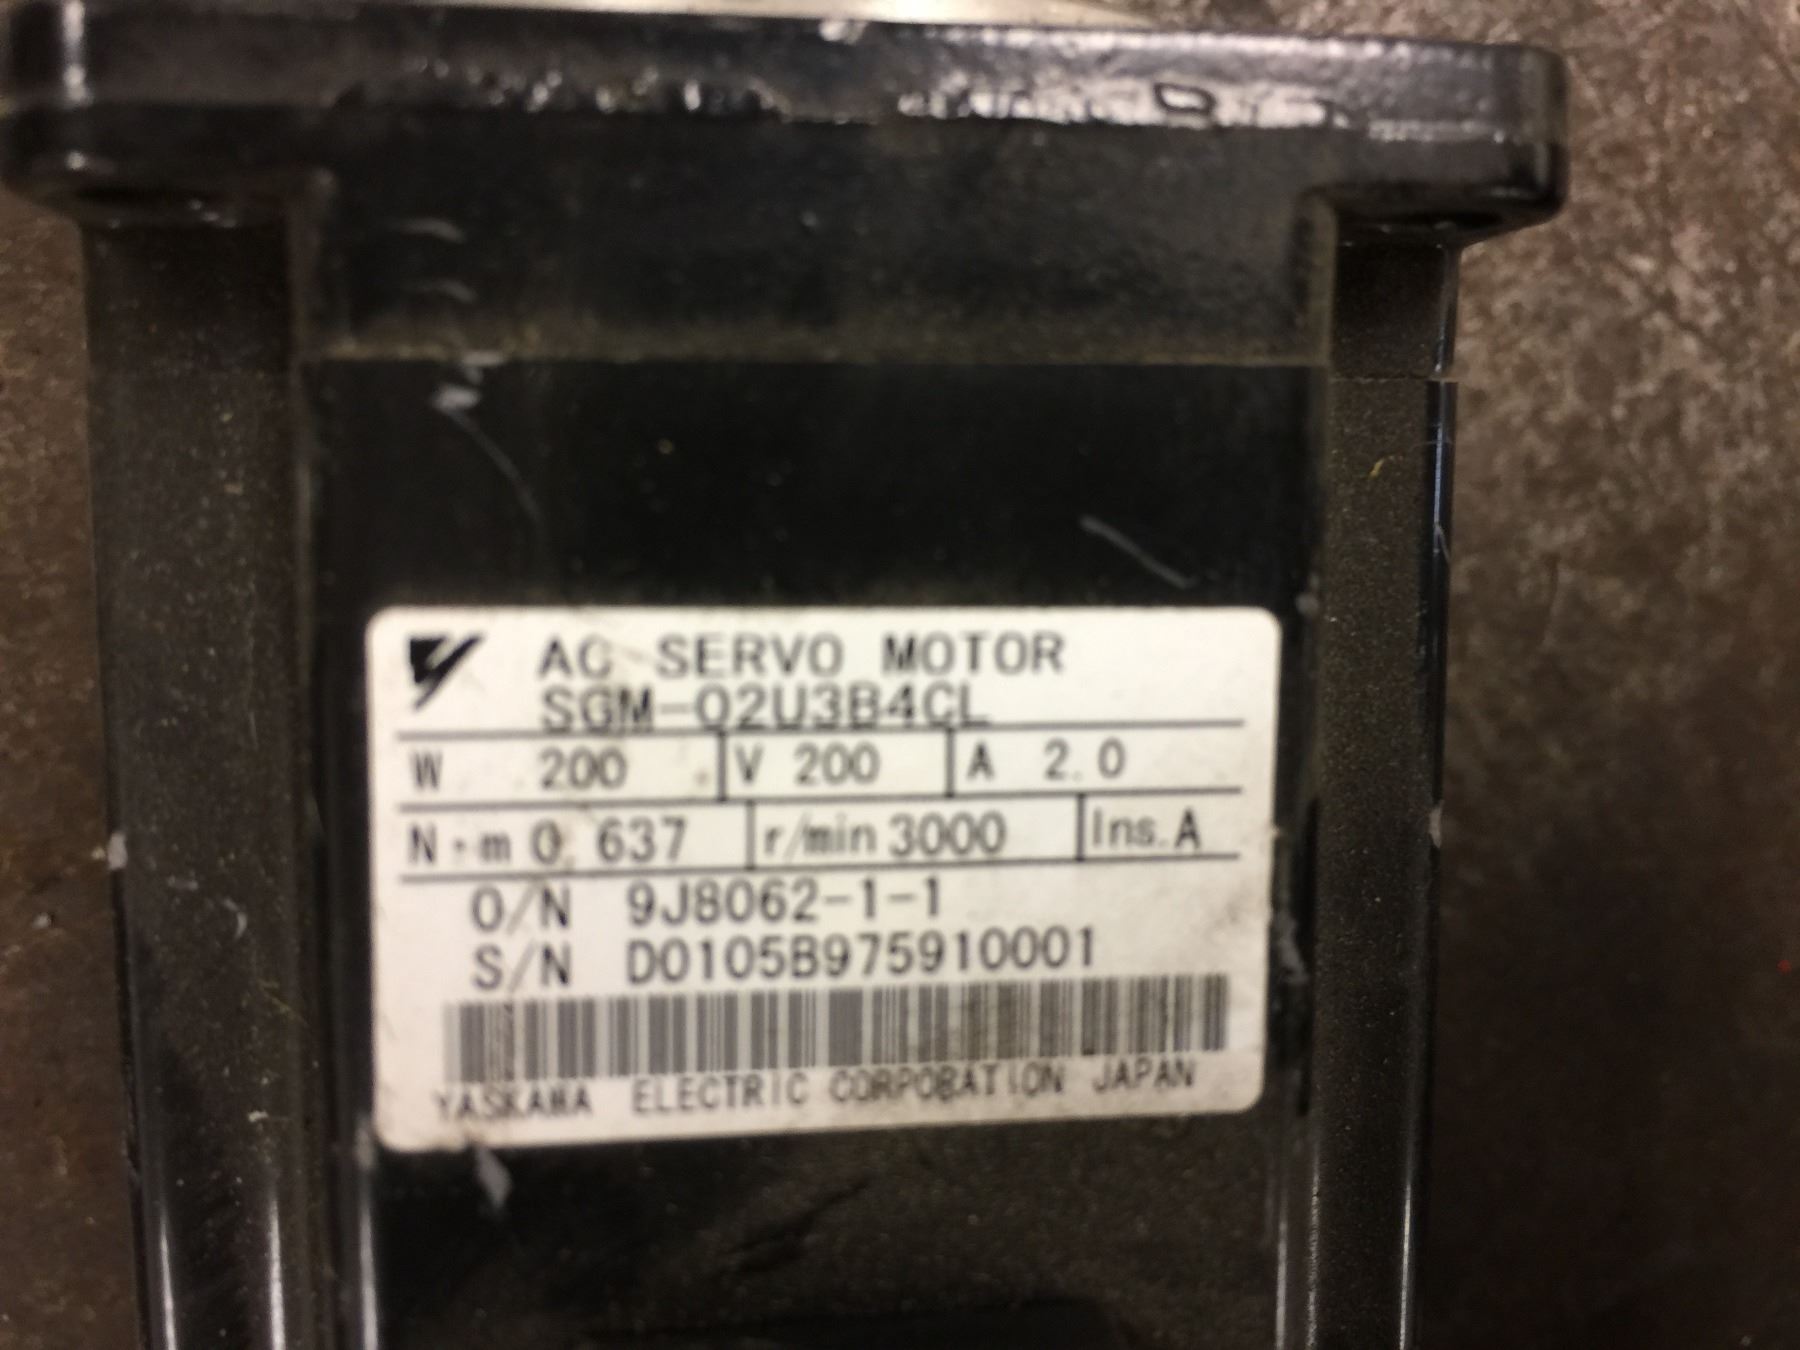 AC SERVO MOTOR
SGM-02U3B4CL
W 200 V 200 A 2.0
N·m 0.637 r/min 3000 Ins. A
O/N 9J8062-1-1
S/N D0105B975910001
YASKAWA ELECTRIC CORPORATION JAPAN